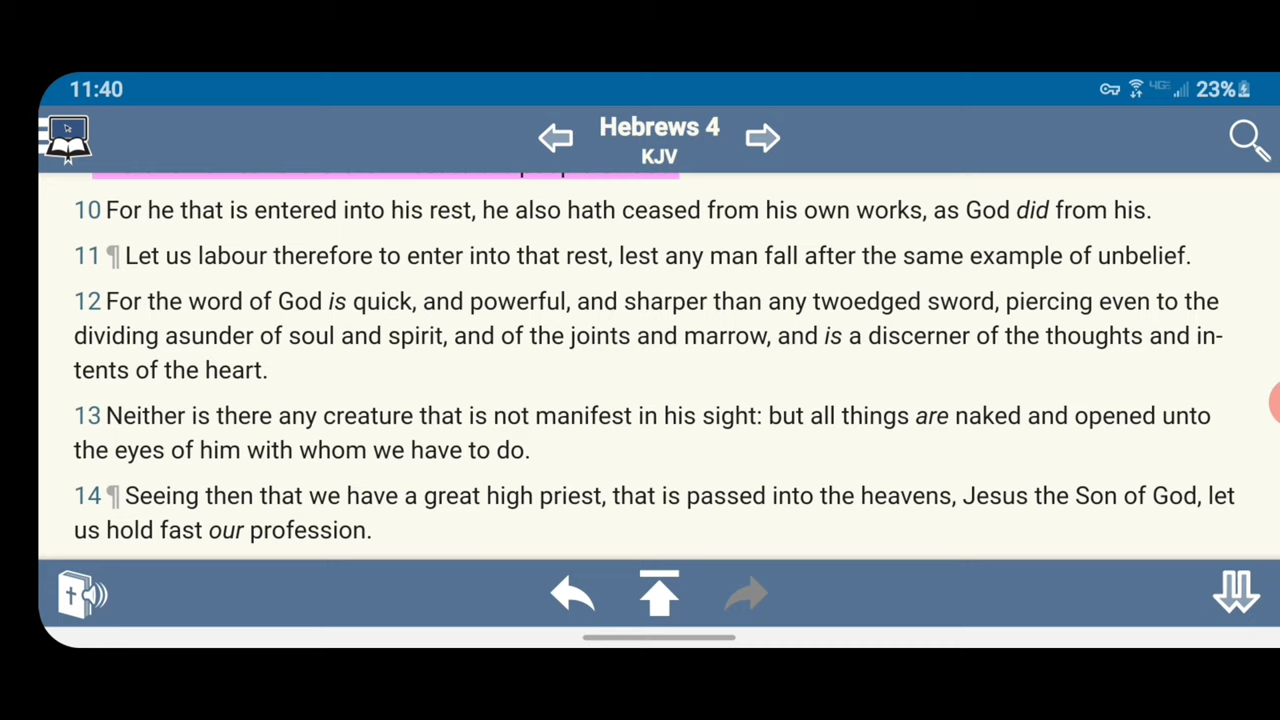 11:40
4GE 23%
Hebrews 4
KJV
10 For he that is entered into his rest, he also hath ceased from his own works, as God did from his.
11 ¶ Let us labour therefore to enter into that rest, lest any man fall after the same example of unbelief.
12 For the word of God is quick, and powerful, and sharper than any twoedged sword, piercing even to the
dividing asunder of soul and spirit, and of the joints and marrow, and is a discerner of the thoughts and in-
tents of the heart.
13 Neither is there any creature that is not manifest in his sight: but all things are naked and opened unto
the eyes of him with whom we have to do.
14 ¶ Seeing then that we have a great high priest, that is passed into the heavens, Jesus the Son of God, let
us hold fast our profession.